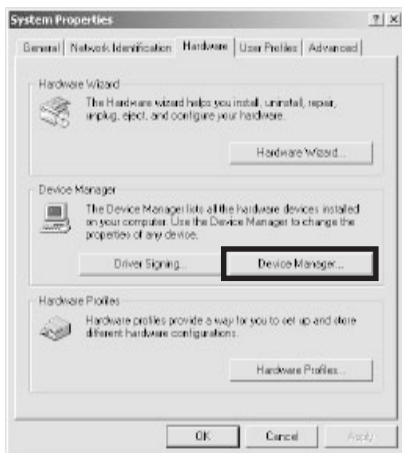 System Properties
? X
General Network Identification Hardware User Profiles Advanced
Hardware Wizard
The Hardware wizard helps you install, uninstall, repair,
unplug, eject, and configure your hardware.
Hardware Wizard...
Device Manager
The Device Manager lists all the hardware devices installed
on your computer. Use the Device Manager to change the
properties of any device.
Driver Signing... Device Manager...
Hardware Profiles
Hardware profiles provide a way for you to set up and store
different hardware configurations.
Hardware Profiles...
OK Cancel Apply